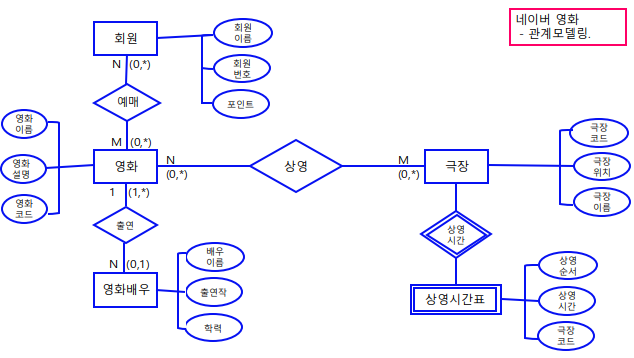 네이버 영화
- 관계모델링.
회원
회원
이름
회원
번호
포인트
N (0,*)
예매
M (0,*)
영화
이름
영화
설명
영화
코드
영화
N
(0,*)
상영
M
(0,*)
극장
극장
코드
극장
위치
극장
이름
1 (1,*)
출연
N (0,1)
영화배우
배우
이름
출연작
학력
상영
시간
상영시간표
상영
순서
상영
시간
극장
코드